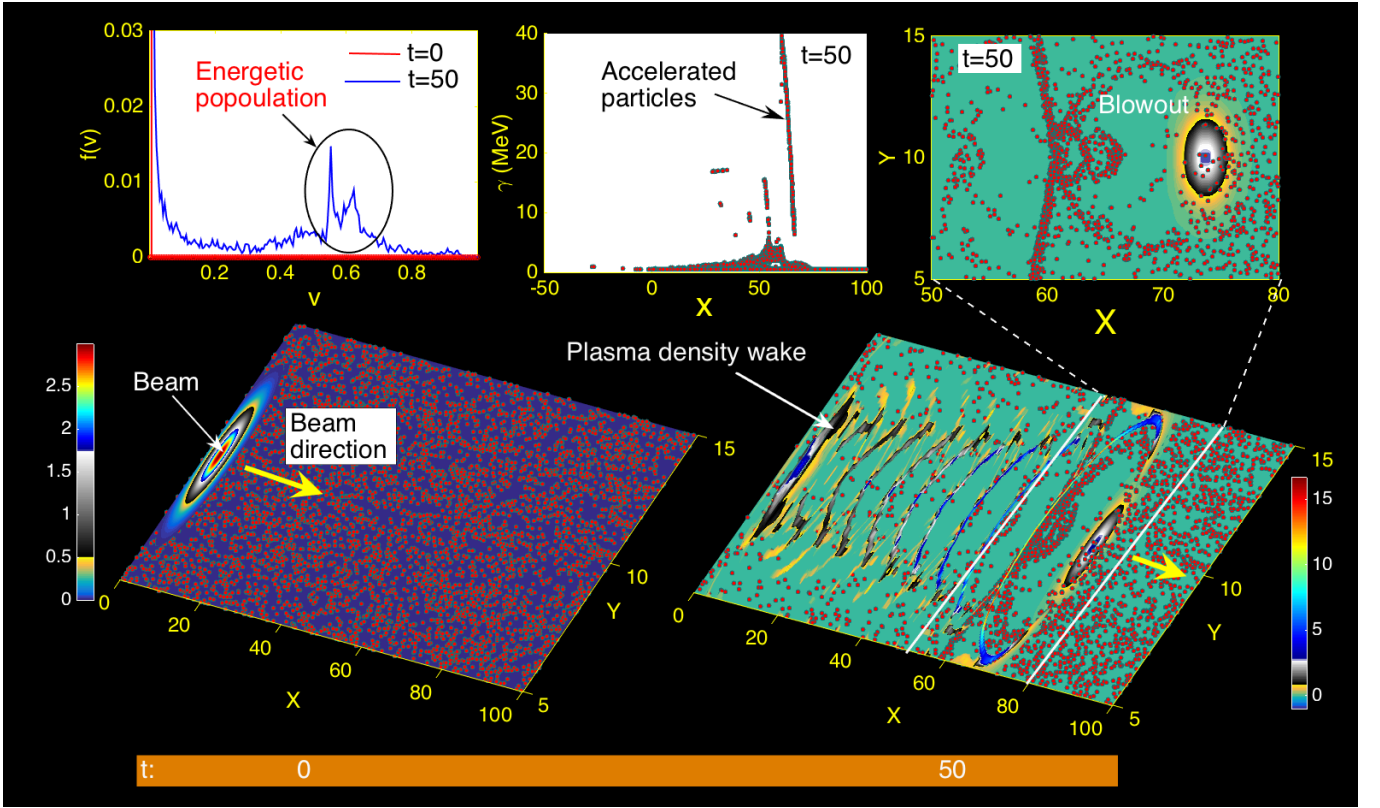 0.03
0.02
0.01
0
f(v)
t=0
t=50
Energetic
popoulation
0.2
0.4
0.6
0.8
v
40
30
20
10
0
γ (MeV)
t=50
Accelerated
particles
-50
0
50
100
X
15
10
5
Y
t=50
Blowout
50
60
70
80
X
2.5
2
1.5
1
0.5
0
Beam
Beam
direction
15
10
5
Y
0
20
40
60
80
100
X
Plasma density wake
15
10
5
Y
0
20
40
60
80
100
X
15
10
5
0
t:
0
50